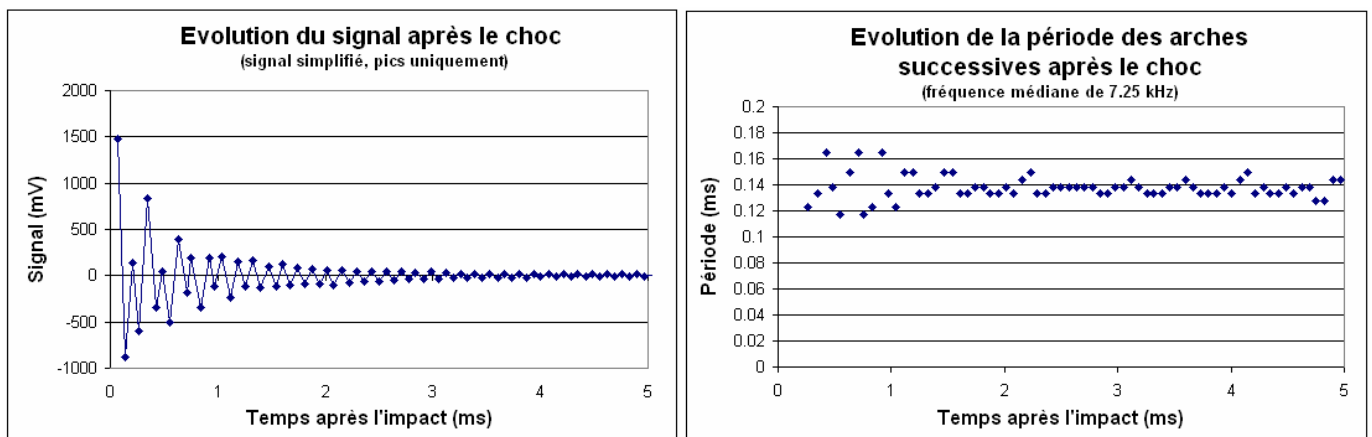 Evolution du signal après le choc
(signal simplifié, pics uniquement)
2000
1500
1000
500
0
-500
-1000
Signal (mV)
0 1 2 3 4 5
Temps après l'impact (ms)
Evolution de la période des arches
successives après le choc
(fréquence médiane de 7.25 kHz)
0.2
0.18
0.16
0.14
0.12
0.1
0.08
0.06
0.04
0.02
0
Période (ms)
0 1 2 3 4 5
Temps après l'impact (ms)